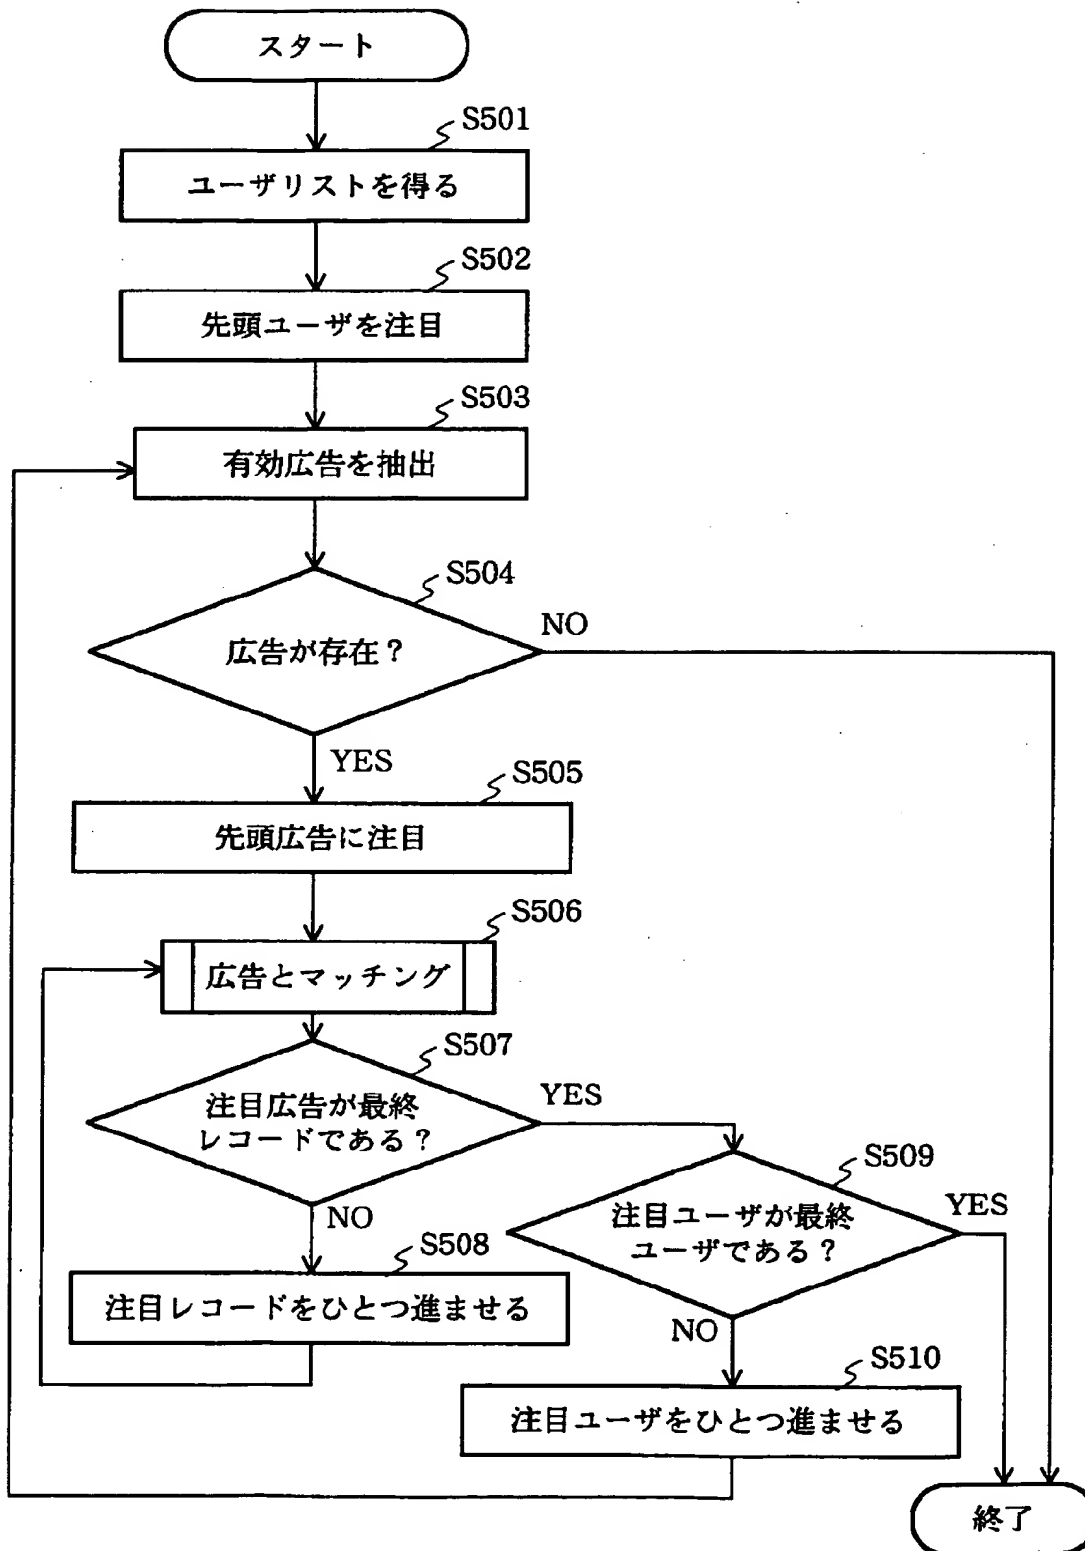 スタート
S501
ユーザリストを得る
S502
先頭ユーザを注目
S503
有効広告を抽出
S504
広告が存在？
NO
YES
S505
先頭広告に注目
S506
広告とマッチング
S507
注目広告が最終
レコードである？
YES
NO
S509
注目ユーザが最終
ユーザである？
YES
S508
注目レコードをひとつ進ませる
NO
S510
注目ユーザをひとつ進ませる
終了